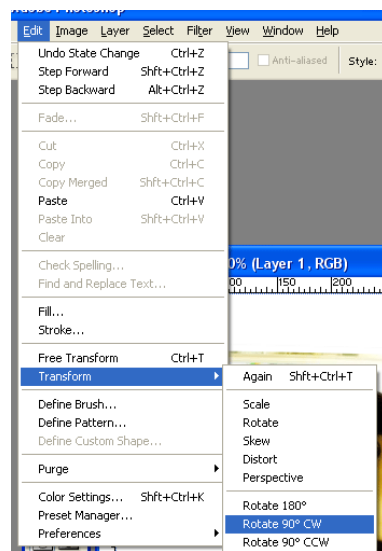 Edit Image Layer Select Filter View Window Help
Undo State Change Ctrl+Z
Step Forward Shft+Ctrl+Z
Step Backward Alt+Ctrl+Z
Anti-aliased Style:
Fade... Shft+Ctrl+F
Cut Ctrl+X
Copy Ctrl+C
Copy Merged Shft+Ctrl+C
Paste Ctrl+V
Paste Into Shft+Ctrl+V
Clear
Check Spelling...
Find and Replace Text...
0% (Layer 1, RGB)
00 150 200
Fill...
Stroke...
Free Transform Ctrl+T
Transform
Again Shft+Ctrl+T
Define Brush...
Define Pattern...
Define Custom Shape...
Scale
Rotate
Skew
Distort
Perspective
Purge
Rotate 180°
Rotate 90° CW
Rotate 90° CCW
Color Settings... Shft+Ctrl+K
Preset Manager...
Preferences